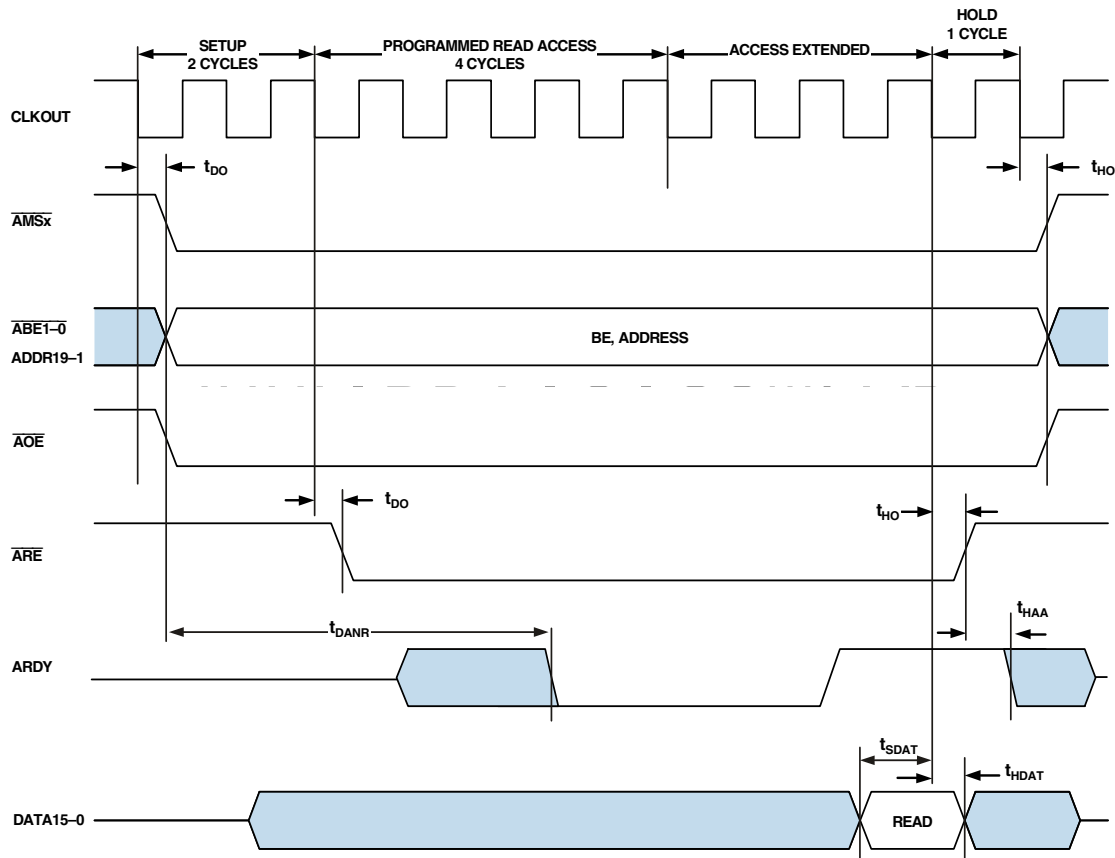 SETUP
2 CYCLES
PROGRAMMED READ ACCESS
4 CYCLES
ACCESS EXTENDED
HOLD
1 CYCLE
CLKOUT
tDO
tHO
AMSx
ABE1–0
BE, ADDRESS
ADDR19–1
AOE
tDO
tHO
ARE
tDANR
tHAA
ARDY
tSDAT
tHDAT
DATA15–0
READ